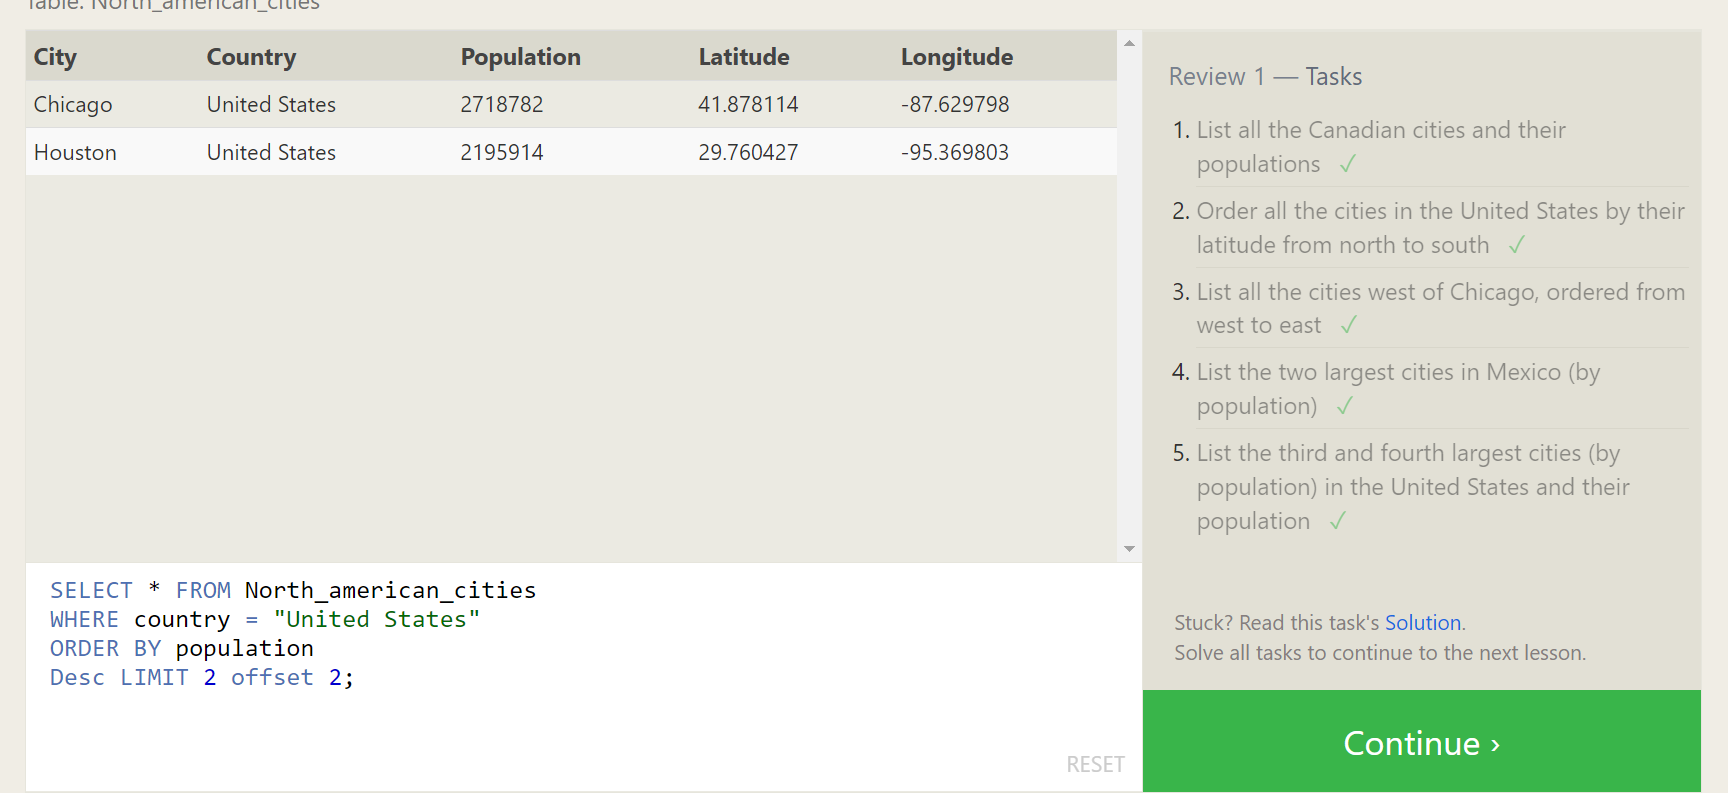 Table: North_american_cities
City Country Population Latitude Longitude
Chicago United States 2718782 41.878114 -87.629798
Houston United States 2195914 29.760427 -95.369803
SELECT * FROM North_american_cities
WHERE country = "United States"
ORDER BY population
Desc LIMIT 2 offset 2;
RESET
Review 1 — Tasks
1. List all the Canadian cities and their
populations ✓
2. Order all the cities in the United States by their
latitude from north to south ✓
3. List all the cities west of Chicago, ordered from
west to east ✓
4. List the two largest cities in Mexico (by
population) ✓
5. List the third and fourth largest cities (by
population) in the United States and their
population ✓
Stuck? Read this task's Solution.
Solve all tasks to continue to the next lesson.
Continue ›